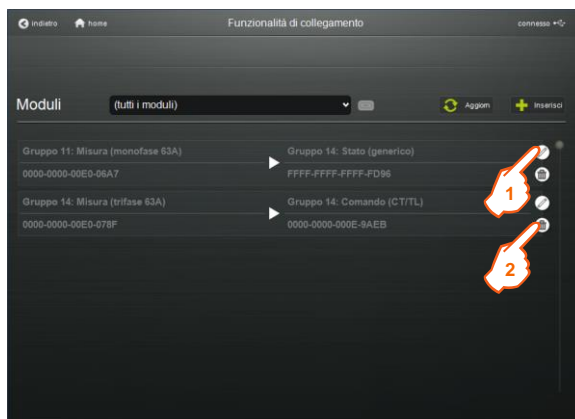 indietro home Funzionalità di collegamento connesso
Moduli (tutti i moduli) Aggiorn Inserisci
Gruppo 11: Misura (monofase 63A) Gruppo 14: Stato (generico)
0000-0000-00E0-06A7 FFFF-FFFF-FFFF-FD96
1
Gruppo 14: Misura (trifase 63A) Gruppo 14: Comando (CT/TL)
0000-0000-00E0-078F 0000-0000-000E-9AEB
2